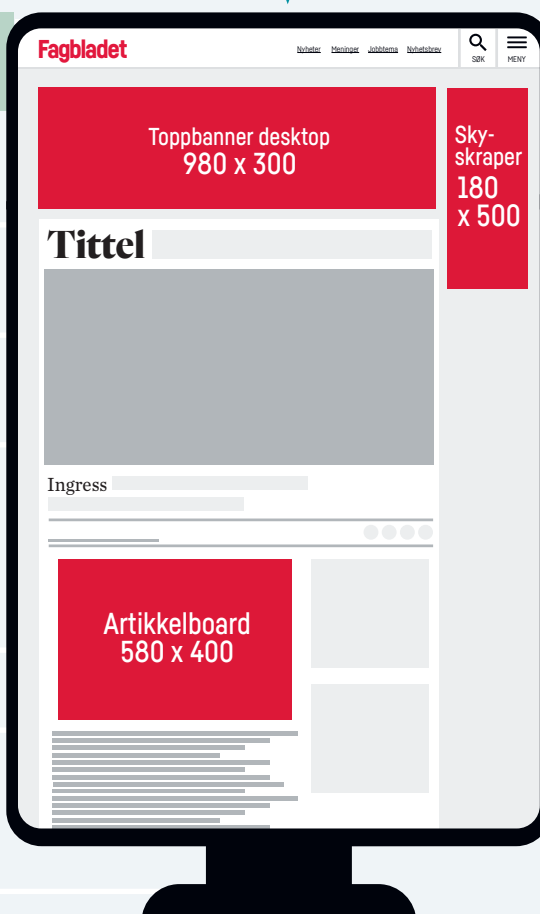 Fagbladet
Nyheter Meninger Jobbtema Nyhetsbrev
SØK
MENY
Toppbanner desktop
980 x 300
Sky-
skraper
180
x 500
Tittel
Ingress
Artikkelboard
580 x 400